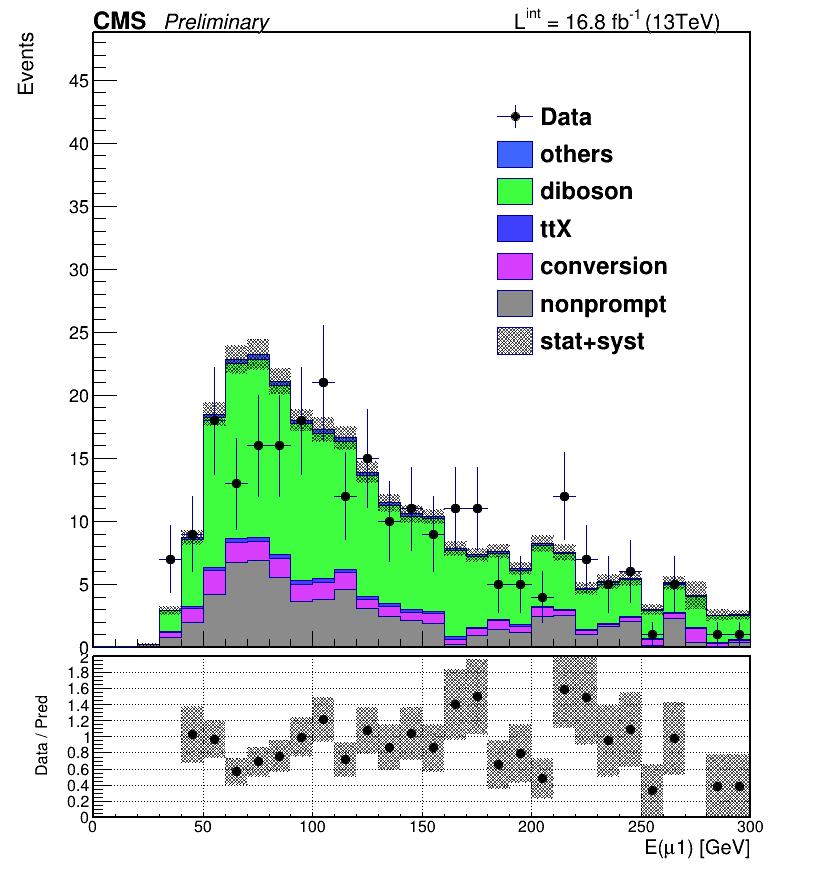 CMS Preliminary L^int = 16.8 fb^-1 (13TeV)
Events
45
40
35
30
25
20
15
10
5
0
Data
others
diboson
ttX
conversion
nonprompt
stat+syst
Data / Pred
2
1.8
1.6
1.4
1.2
1
0.8
0.6
0.4
0.2
0
0 50 100 150 200 250 300
E(μ1) [GeV]